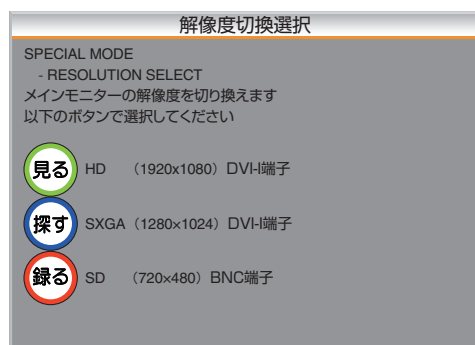 解像度切換選択
SPECIAL MODE
- RESOLUTION SELECT
メインモニターの解像度を切り換えます
以下のボタンで選択してください
見る HD （1920x1080）DVI-I端子
探す SXGA（1280×1024）DVI-I端子
録る SD （720×480）BNC端子